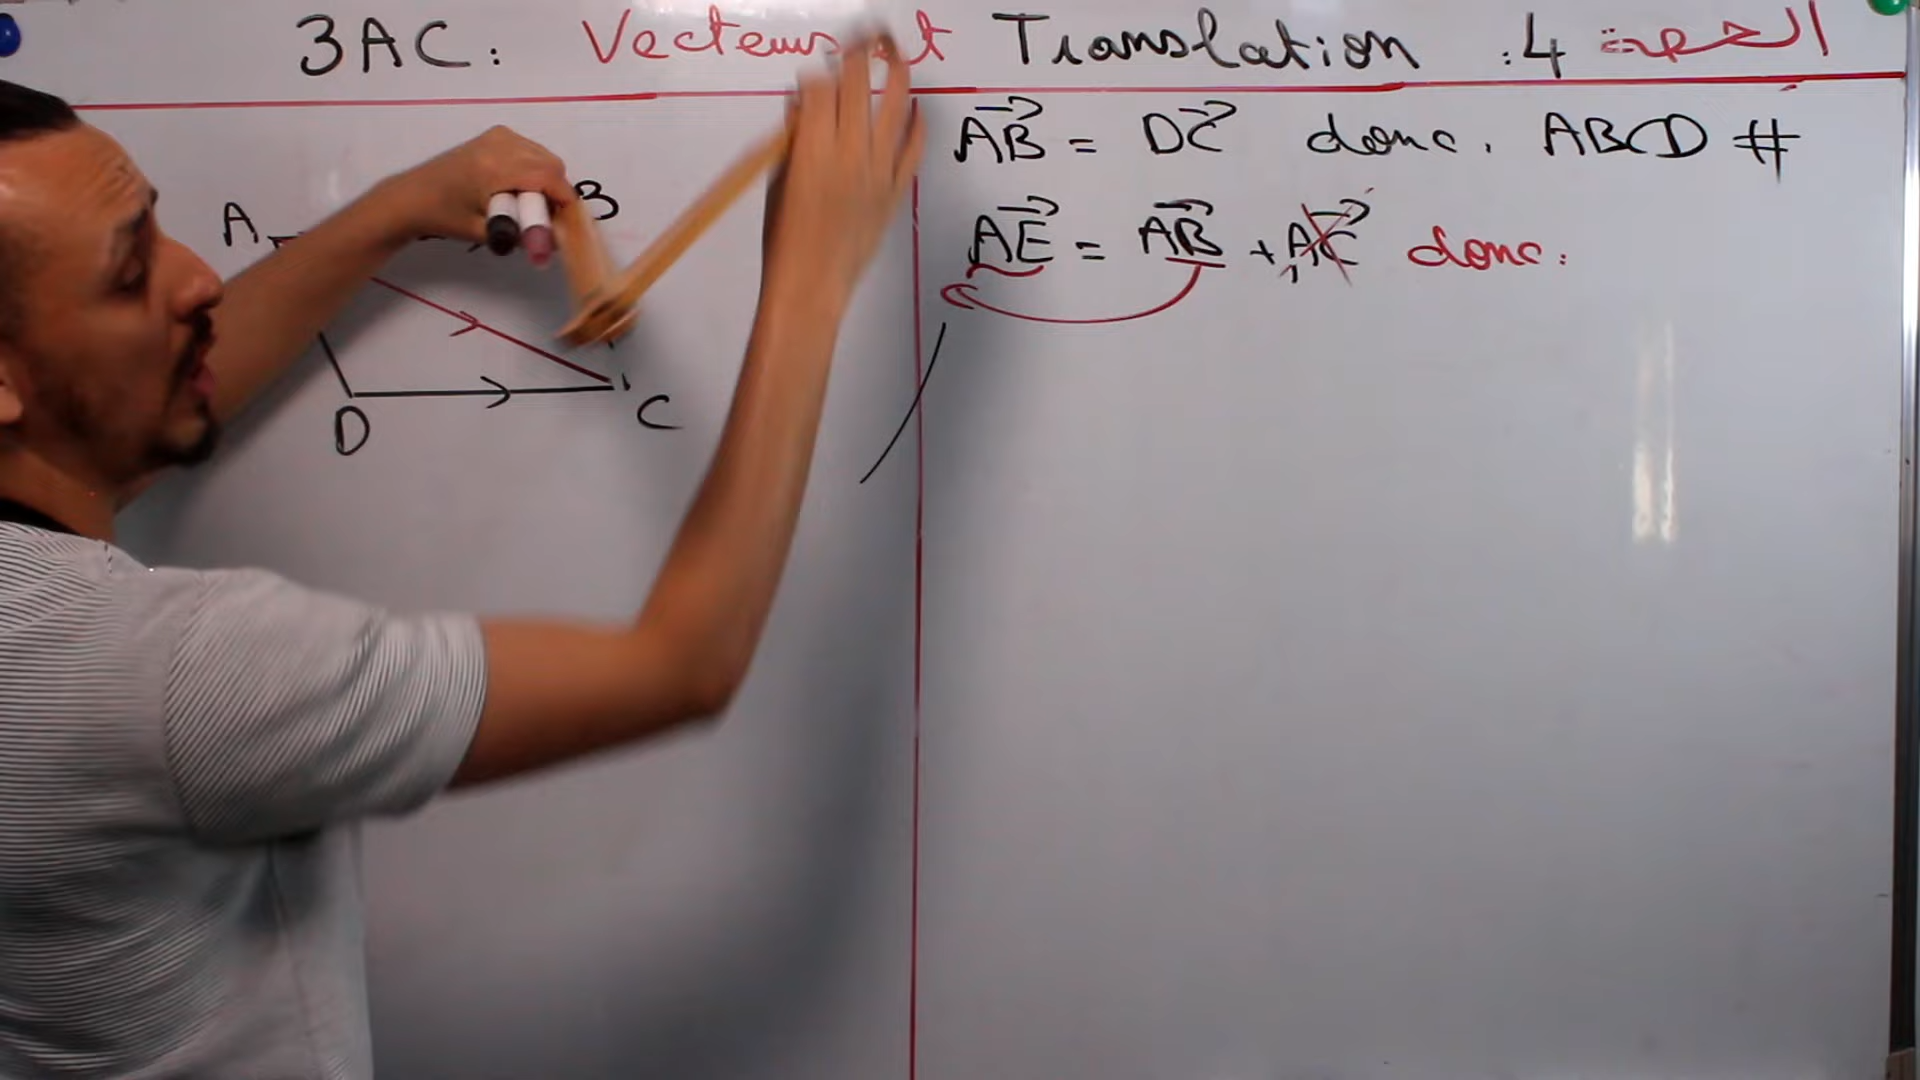 3AC: Vecteurs et Translation :4 الحصة
A
B
D
C
AB = DC donc. ABCD #
AE = AB + AC donc: